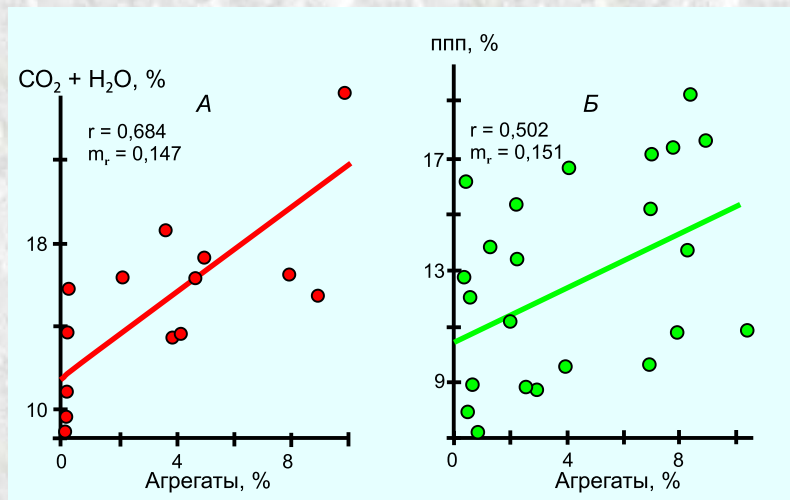 CO₂ + H₂O, %
А
r = 0,684
mᵣ = 0,147
18
10
0
4
8
Агрегаты, %
ппп, %
Б
r = 0,502
mᵣ = 0,151
17
13
9
0
4
8
Агрегаты, %